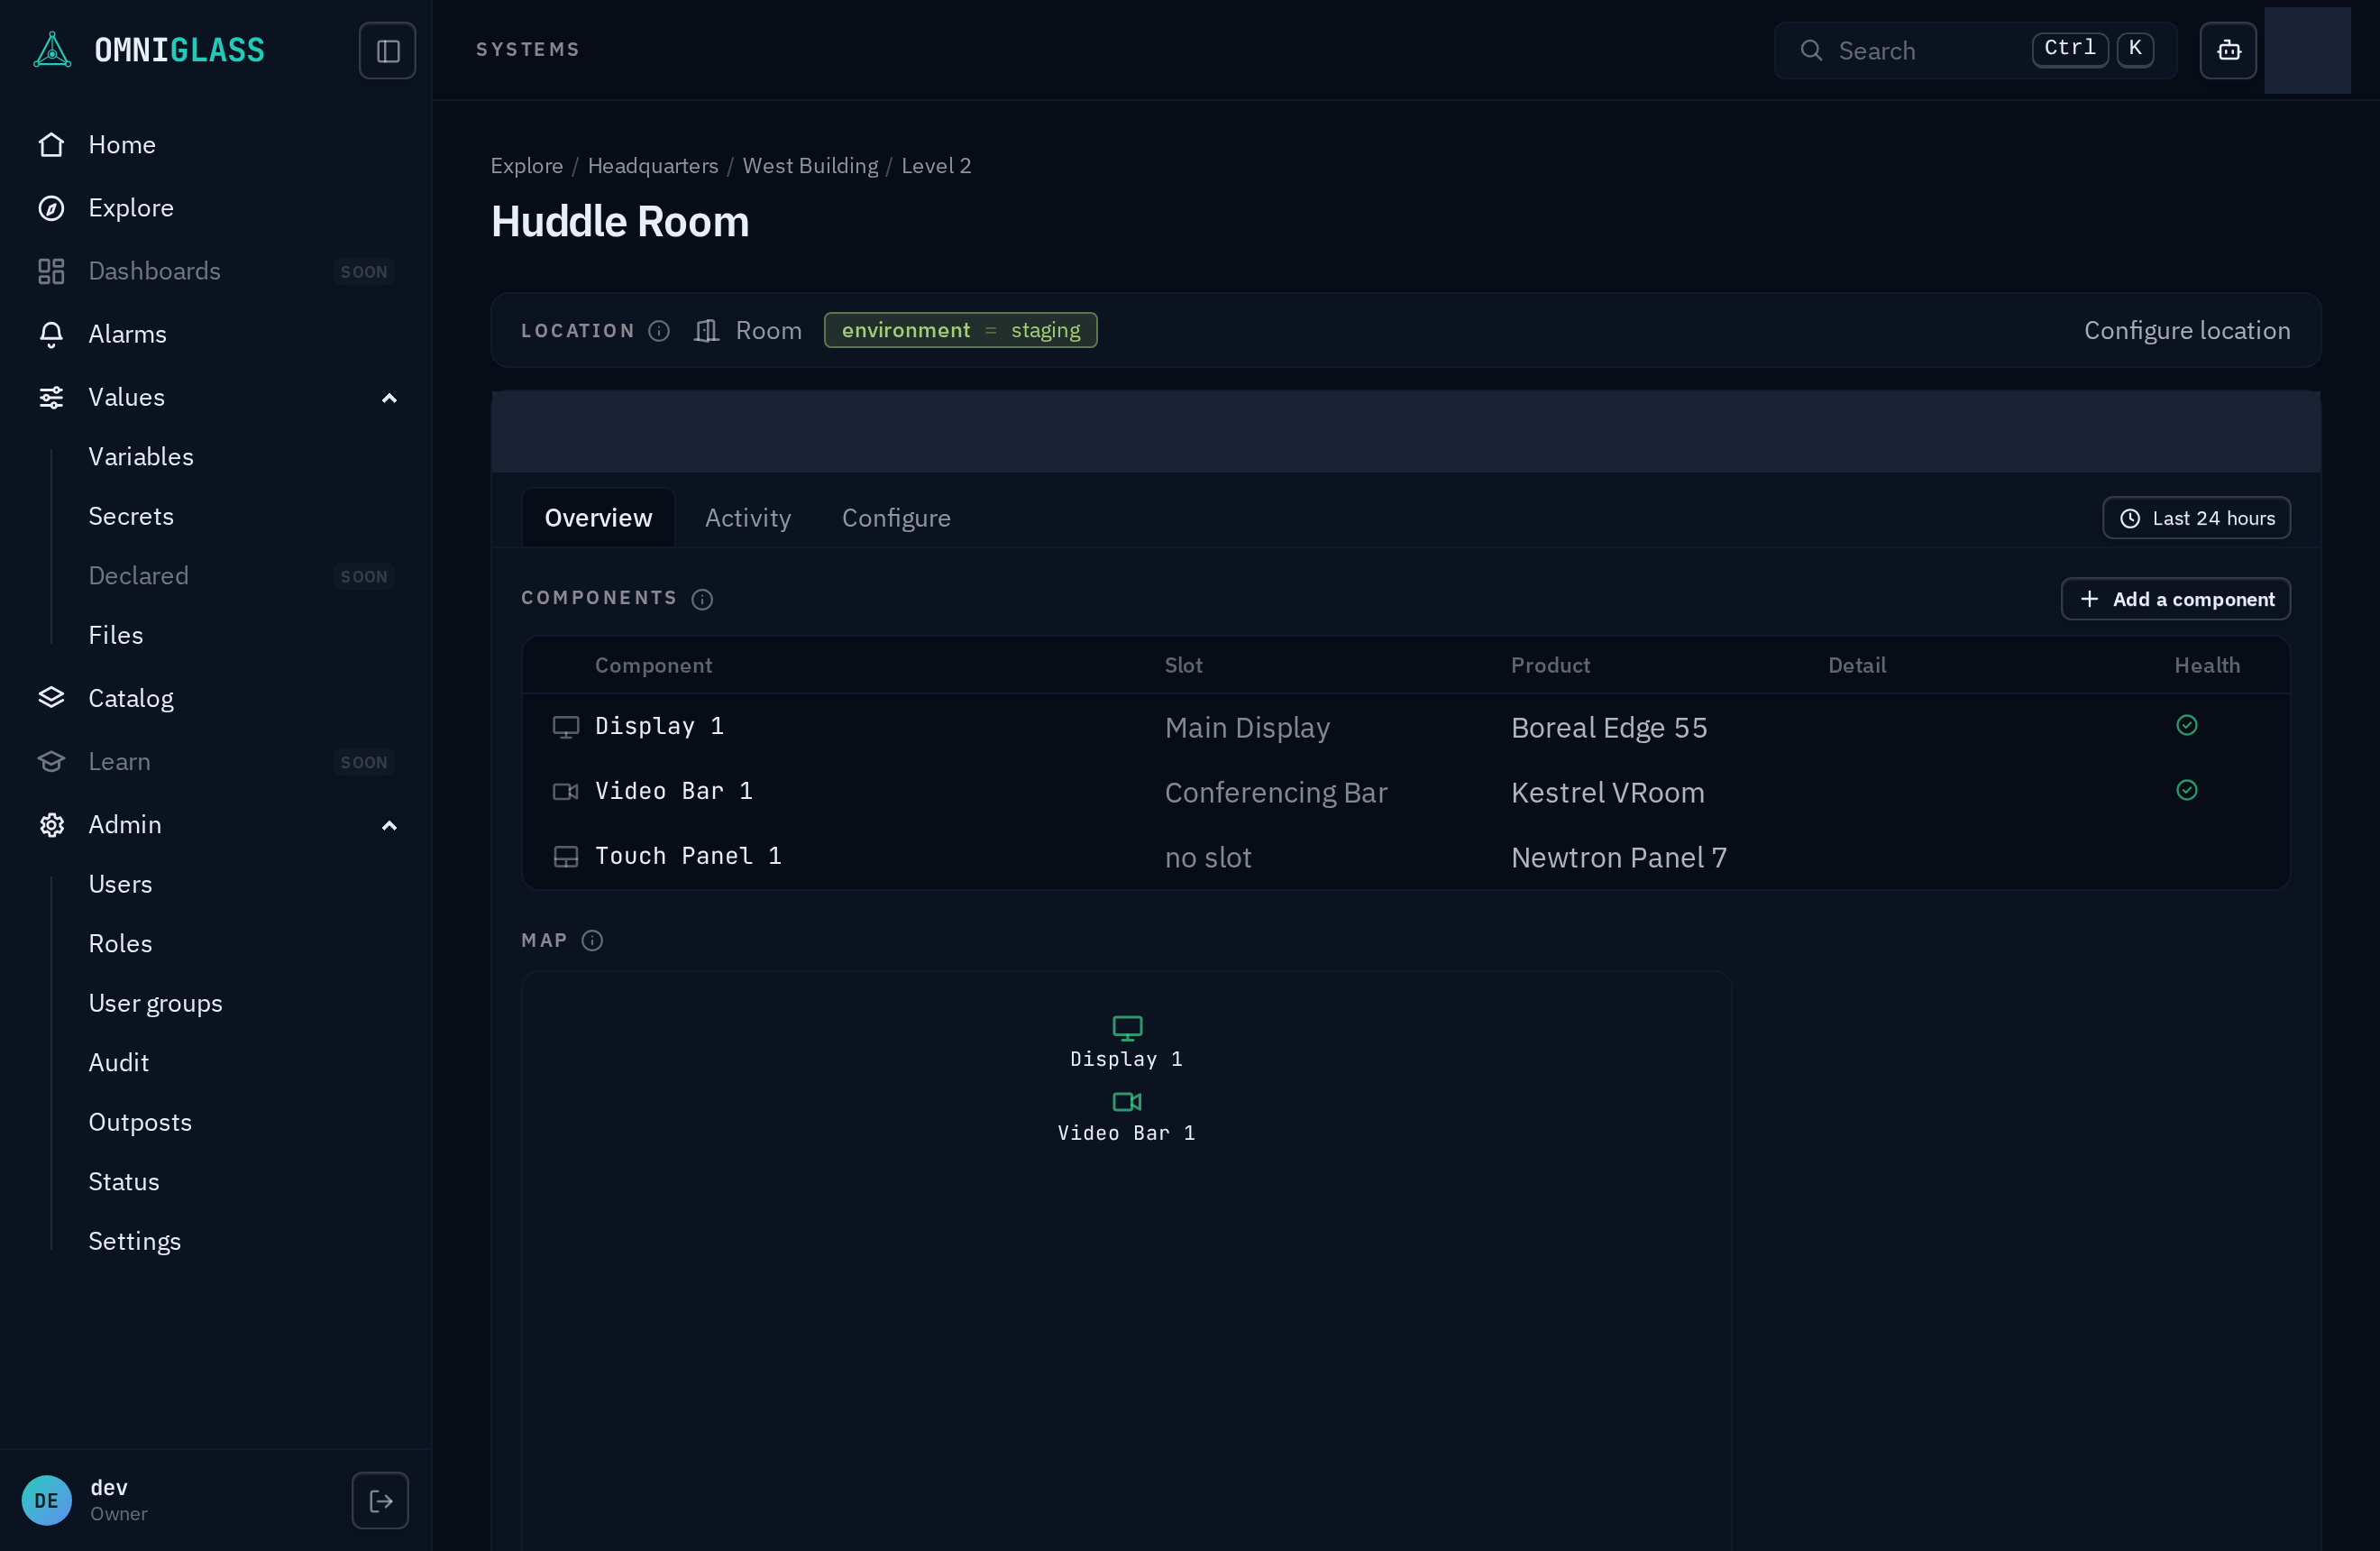 OMNIGLASS
SYSTEMS
Search
Ctrl K
Home
Explore
Dashboards SOON
Alarms
Values
Variables
Secrets
Declared SOON
Files
Catalog
Learn SOON
Admin
Users
Roles
User groups
Audit
Outposts
Status
Settings
DE
dev
Owner
Explore / Headquarters / West Building / Level 2
Huddle Room
LOCATION Room environment = staging Configure location
Overview Activity Configure Last 24 hours
COMPONENTS Add a component
Component Slot Product Detail Health
Display 1 Main Display Boreal Edge 55
Video Bar 1 Conferencing Bar Kestrel VRoom
Touch Panel 1 no slot Newtron Panel 7
MAP
Display 1
Video Bar 1